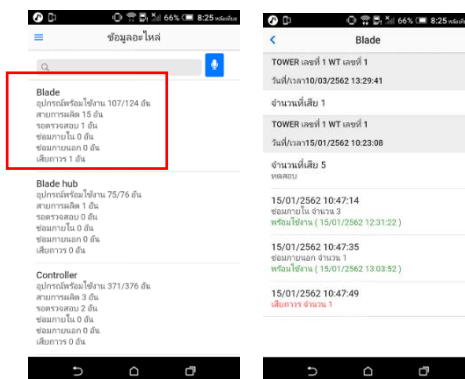 66% 8:25 หลังเที่ยง
ข้อมูลอะไหล่
Blade
อุปกรณ์พร้อมใช้งาน 107/124 อัน
สายการผลิต 15 อัน
รอตรวจสอบ 1 อัน
ซ่อมภายใน 0 อัน
ซ่อมภายนอก 0 อัน
เสียถาวร 1 อัน
Blade hub
อุปกรณ์พร้อมใช้งาน 75/76 อัน
สายการผลิต 1 อัน
รอตรวจสอบ 0 อัน
ซ่อมภายใน 0 อัน
ซ่อมภายนอก 0 อัน
เสียถาวร 0 อัน
Controller
อุปกรณ์พร้อมใช้งาน 371/376 อัน
สายการผลิต 3 อัน
รอตรวจสอบ 2 อัน
ซ่อมภายใน 0 อัน
ซ่อมภายนอก 0 อัน
เสียถาวร 0 อัน
66% 8:25 หลังเที่ยง
Blade
TOWER เลขที่ 1 WT เลขที่ 1
วันที่/เวลา10/03/2562 13:29:41
จำนวนที่เสีย 1
TOWER เลขที่ 1 WT เลขที่ 1
วันที่/เวลา15/01/2562 10:23:08
จำนวนที่เสีย 5
ทดสอบ
15/01/2562 10:47:14
ซ่อมภายใน จำนวน 3
พร้อมใช้งาน ( 15/01/2562 12:31:22 )
15/01/2562 10:47:35
ซ่อมภายนอก จำนวน 1
พร้อมใช้งาน ( 15/01/2562 13:03:52 )
15/01/2562 10:47:49
เสียถาวร จำนวน 1